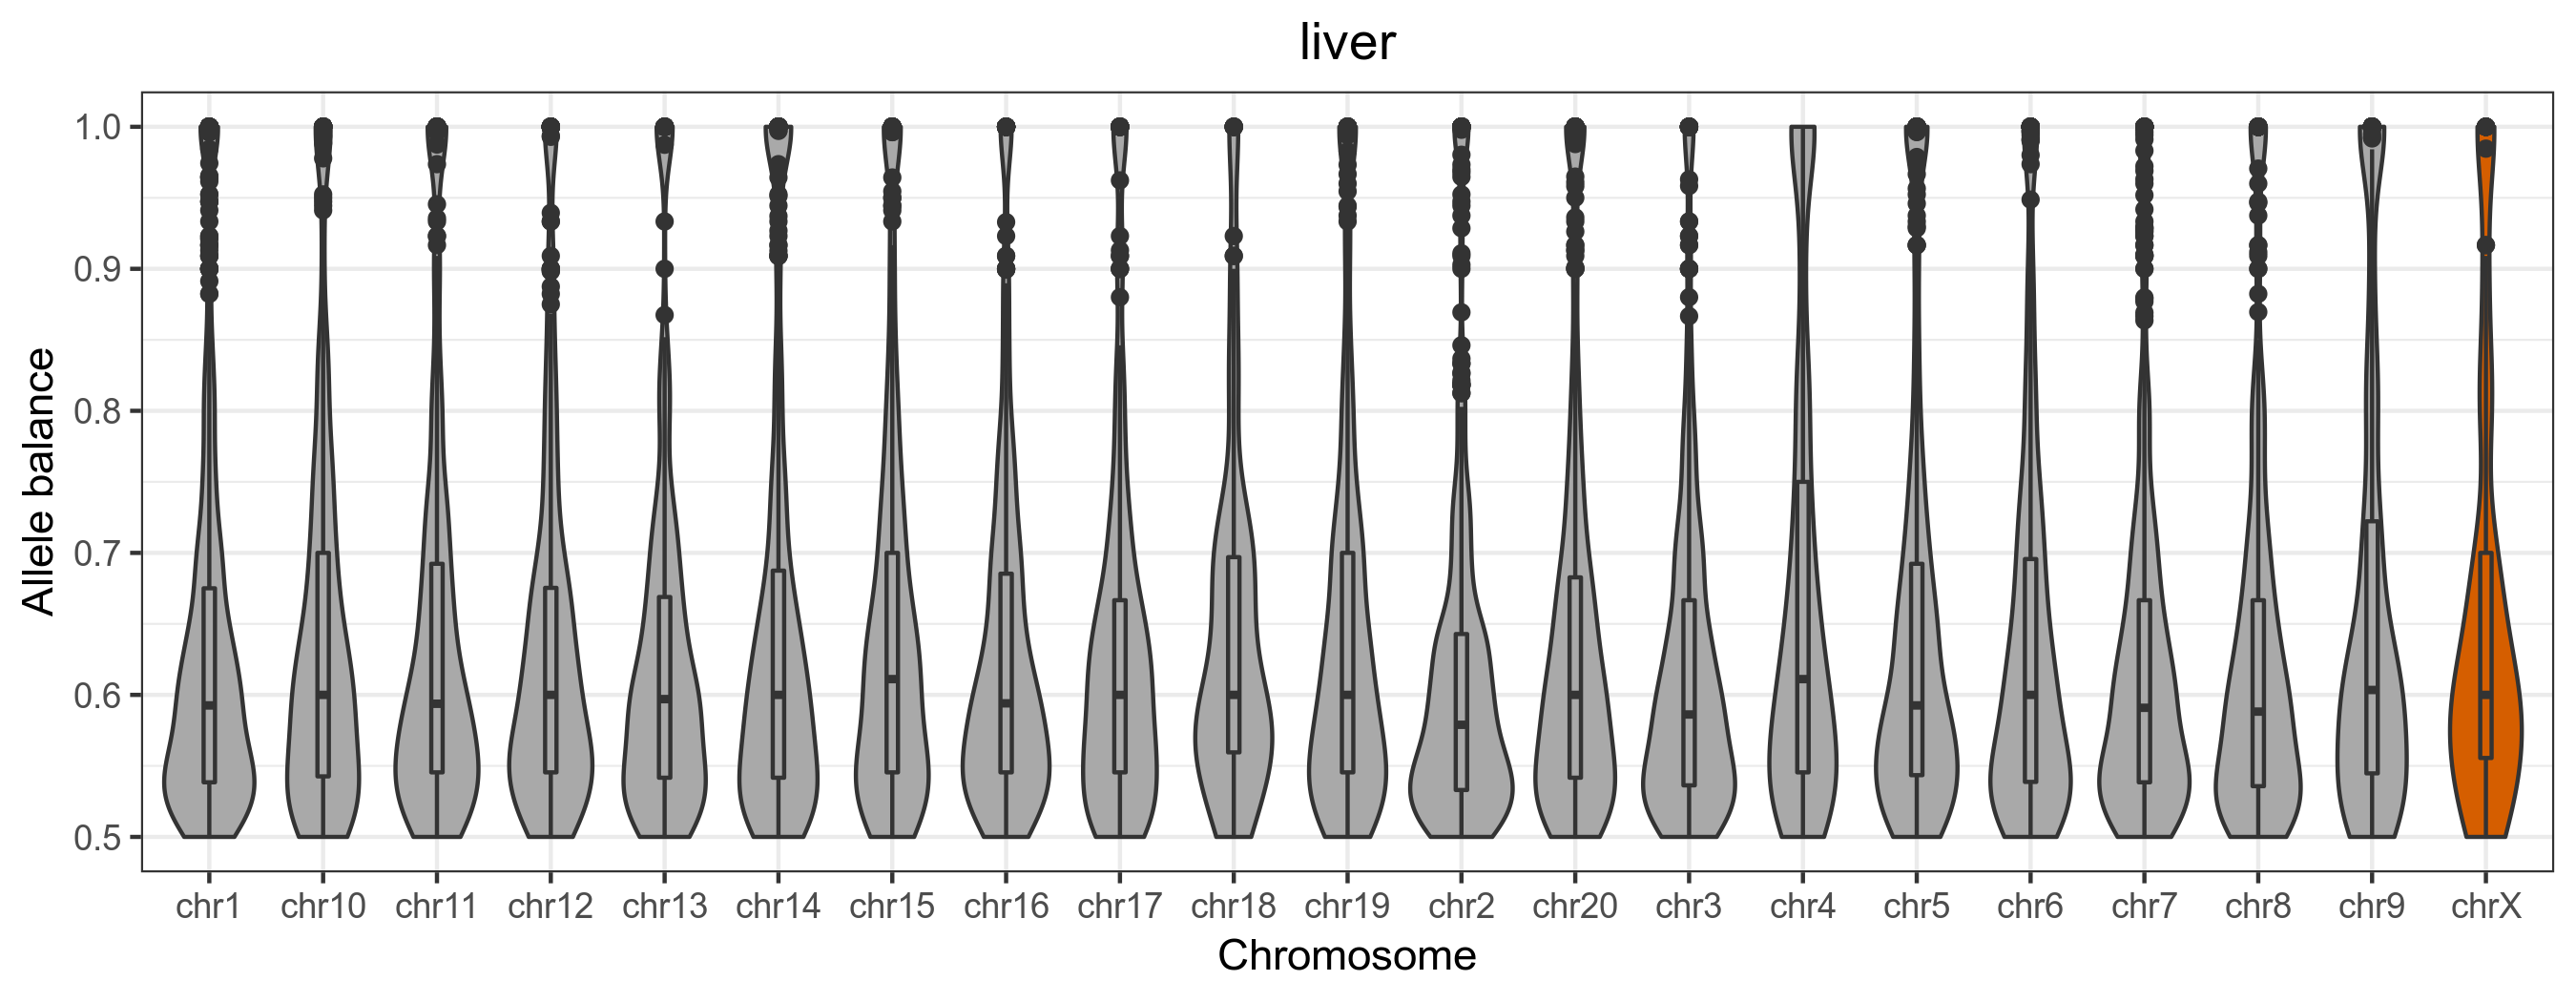 liver
Allele balance
1.0
0.9
0.8
0.7
0.6
0.5
chr1 chr10 chr11 chr12 chr13 chr14 chr15 chr16 chr17 chr18 chr19 chr2 chr20 chr3 chr4 chr5 chr6 chr7 chr8 chr9 chrX
Chromosome